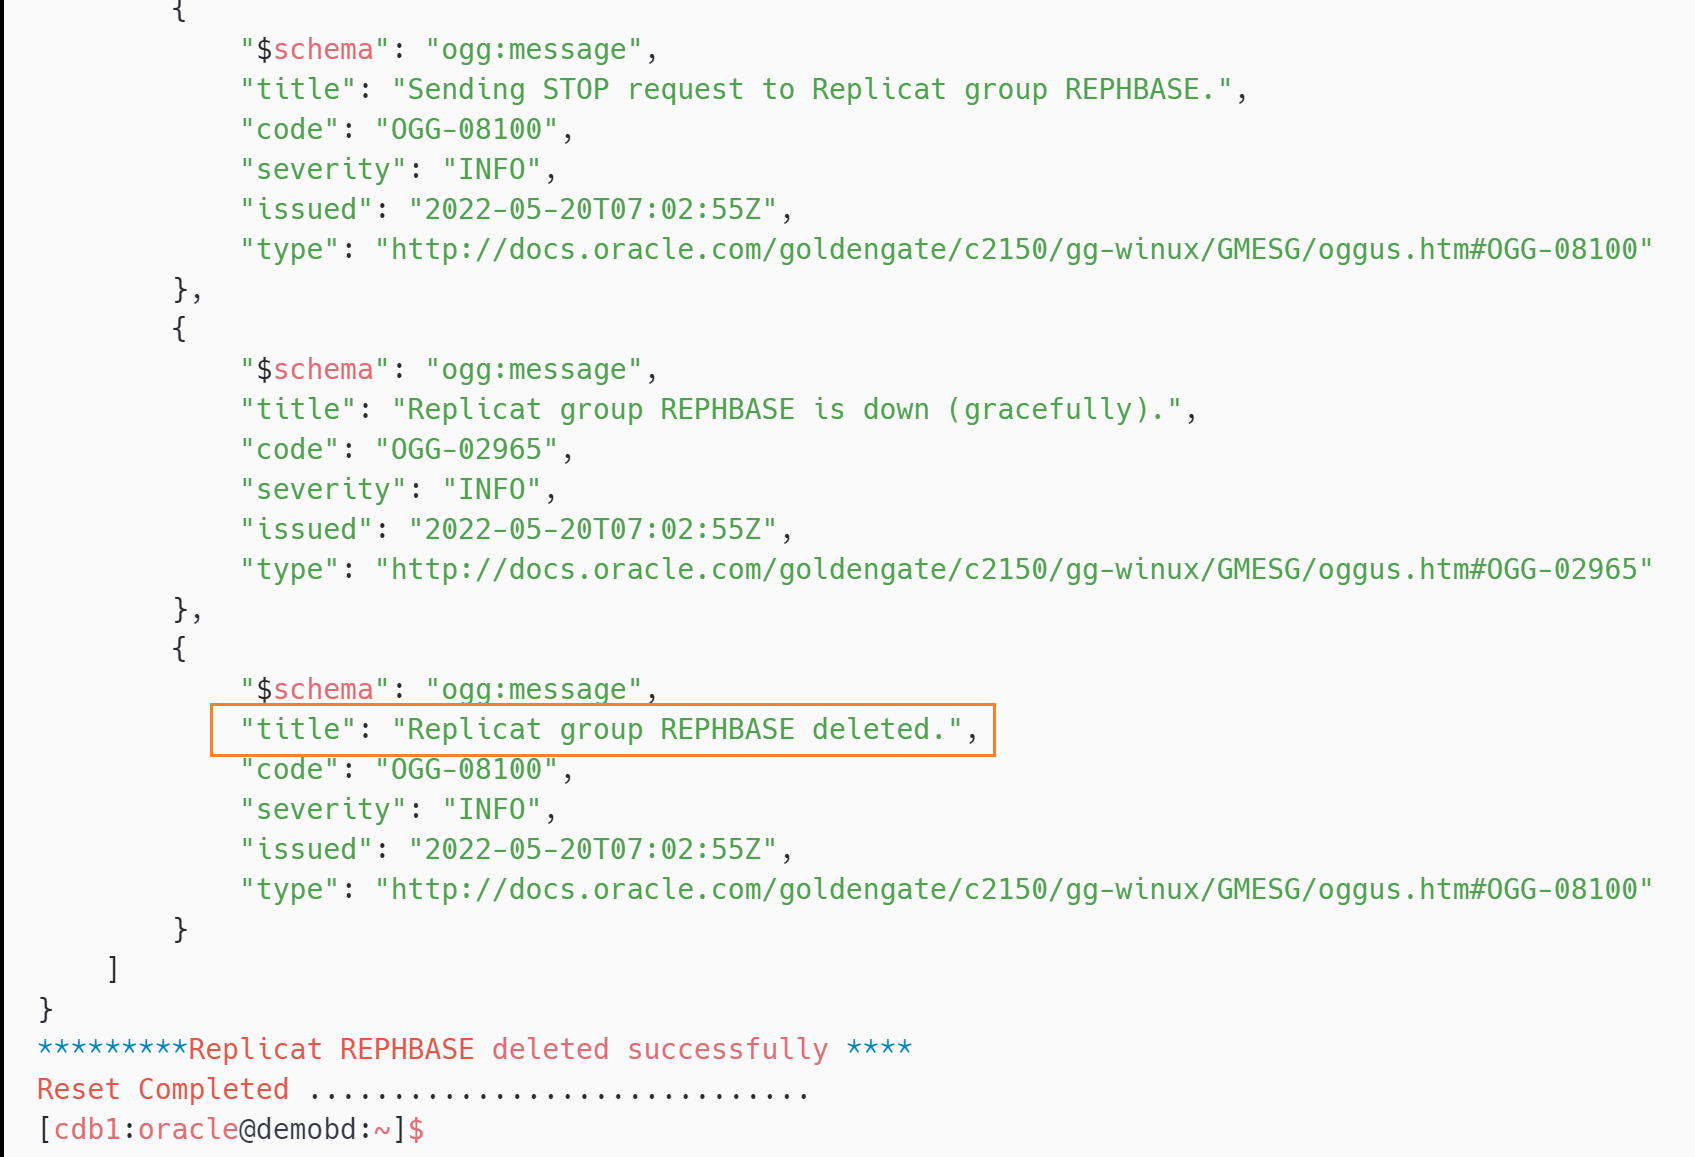 {
"$schema": "ogg:message",
"title": "Sending STOP request to Replicat group REPHBASE.",
"code": "OGG-08100",
"severity": "INFO",
"issued": "2022-05-20T07:02:55Z",
"type": "http://docs.oracle.com/goldengate/c2150/gg-winux/GMESG/oggus.htm#OGG-08100"
},
{
"$schema": "ogg:message",
"title": "Replicat group REPHBASE is down (gracefully).",
"code": "OGG-02965",
"severity": "INFO",
"issued": "2022-05-20T07:02:55Z",
"type": "http://docs.oracle.com/goldengate/c2150/gg-winux/GMESG/oggus.htm#OGG-02965"
},
{
"$schema": "ogg:message",
"title": "Replicat group REPHBASE deleted.",
"code": "OGG-08100",
"severity": "INFO",
"issued": "2022-05-20T07:02:55Z",
"type": "http://docs.oracle.com/goldengate/c2150/gg-winux/GMESG/oggus.htm#OGG-08100"
}
]
}
*********Replicat REPHBASE deleted successfully ****
Reset Completed ..............................
[cdb1:oracle@demobd:~]$